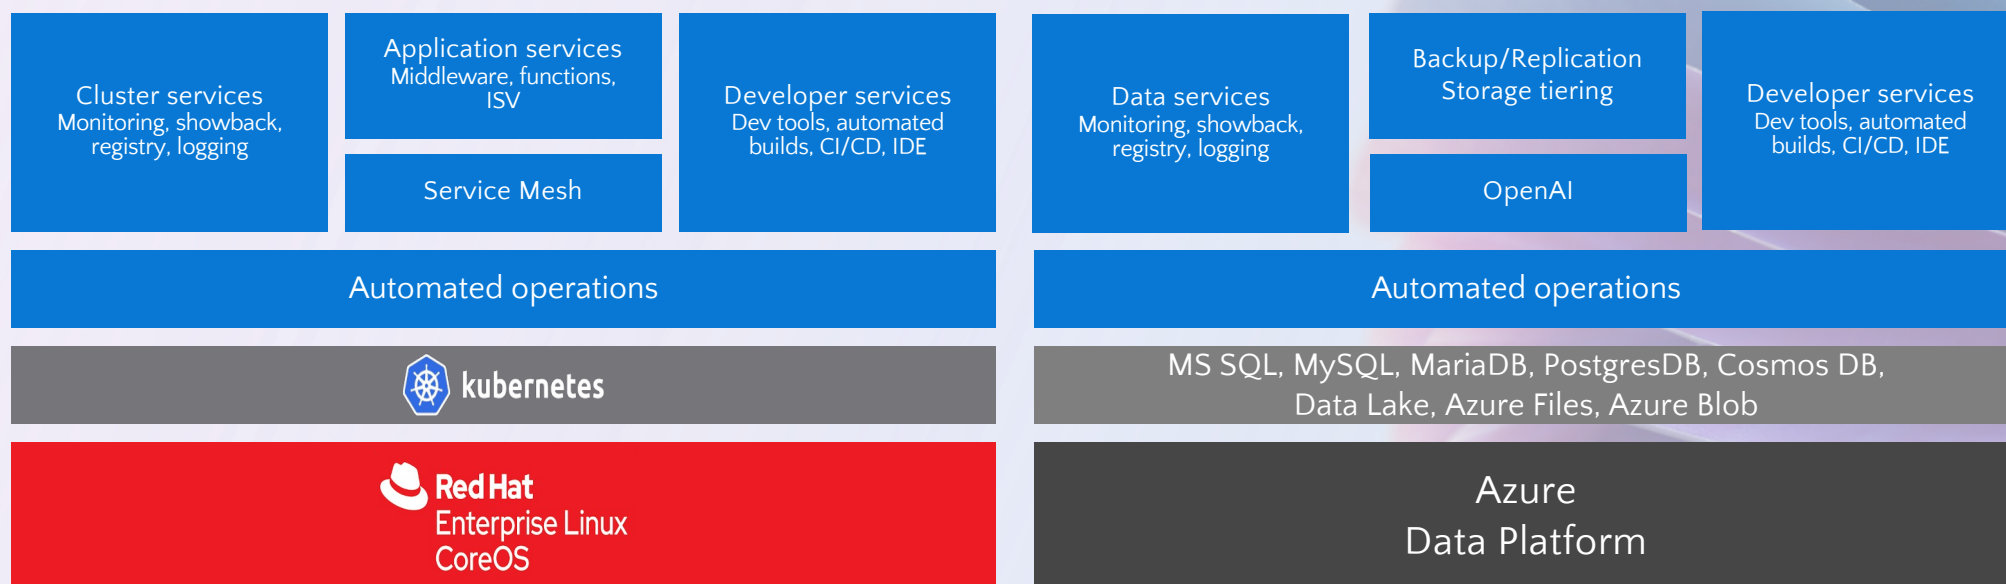 Cluster services
Monitoring, showback,
registry, logging
Application services
Middleware, functions,
ISV
Service Mesh
Developer services
Dev tools, automated
builds, CI/CD, IDE
Automated operations
kubernetes
Red Hat
Enterprise Linux
CoreOS
Data services
Monitoring, showback,
registry, logging
Backup/Replication
Storage tiering
OpenAI
Developer services
Dev tools, automated
builds, CI/CD, IDE
Automated operations
MS SQL, MySQL, MariaDB, PostgresDB, Cosmos DB,
Data Lake, Azure Files, Azure Blob
Azure
Data Platform